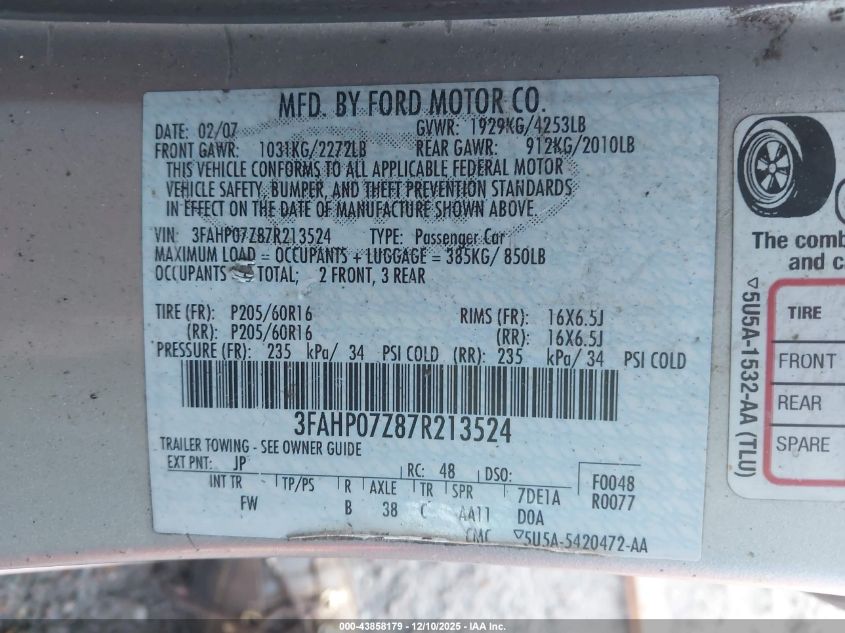 MFD. BY FORD MOTOR CO.
DATE: 02/07 GVWR: 1929KG/4253LB
FRONT GAWR: 1031KG/2272LB REAR GAWR: 912KG/2010LB
THIS VEHICLE CONFORMS TO ALL APPLICABLE FEDERAL MOTOR
VEHICLE SAFETY, BUMPER, AND THEFT PREVENTION STANDARDS
IN EFFECT ON THE DATE OF MANUFACTURE SHOWN ABOVE.
VIN: 3FAHP07Z87R213524 TYPE: Passenger Car
MAXIMUM LOAD = OCCUPANTS + LUGGAGE = 385KG/ 850LB
OCCUPANTS TOTAL; 2 FRONT, 3 REAR
TIRE (FR): P205/60R16 RIMS (FR): 16X6.5J
(RR): P205/60R16 (RR): 16X6.5J
PRESSURE (FR): 235 kPa/ 34 PSI COLD (RR): 235 kPa/ 34 PSI COLD
3FAHP07Z87R213524
TRAILER TOWING - SEE OWNER GUIDE
EXT PNT: JP RC: 48 DSO: F0048
INT TR TP/PS R AXLE TR SPR 7DE1A R0077
FW B 38 C AA11 D0A
CMC ▽5U5A-5420472-AA
The comb
and c
▽5U5A-1532-AA (TLU)
TIRE
FRONT
REAR
SPARE
000-43858179 - 12/10/2025 - IAA Inc.